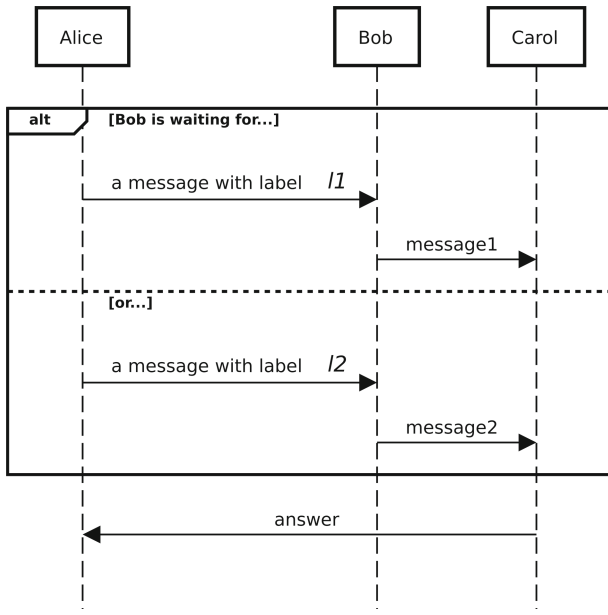 Alice Bob Carol
alt [Bob is waiting for...]
a message with label l1
message1
[or...]
a message with label l2
message2
answer